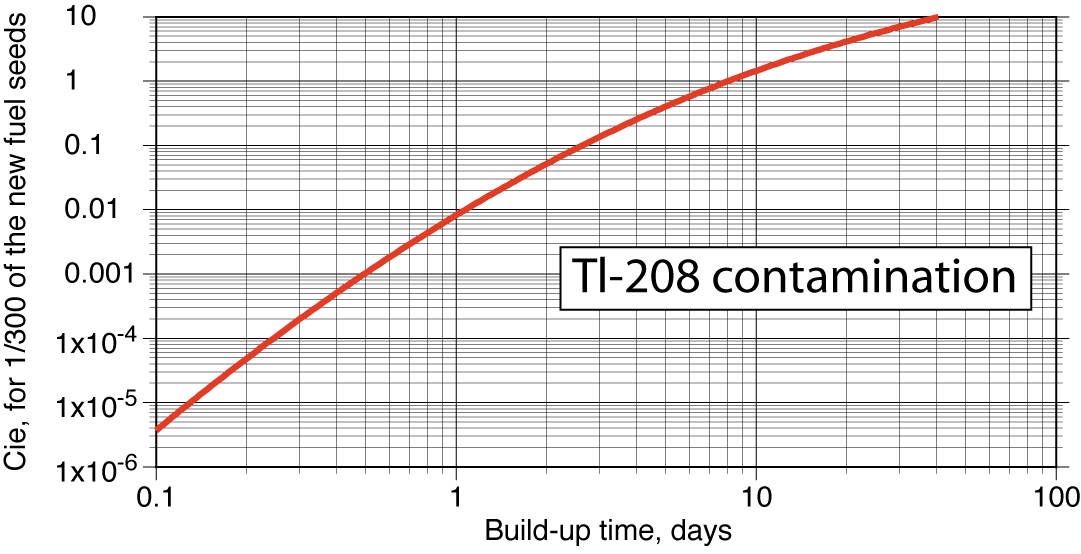 10
1
0.1
0.01
0.001
1x10-4
1x10-5
1x10-6
Cie, for 1/300 of the new fuel seeds
Tl-208 contamination
0.1 1 10 100
Build-up time, days